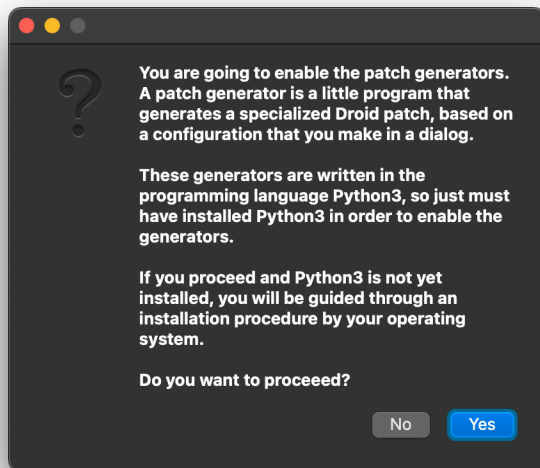 You are going to enable the patch generators.
A patch generator is a little program that
generates a specialized Droid patch, based on
a configuration that you make in a dialog.
These generators are written in the
programming language Python3, so just must
have installed Python3 in order to enable the
generators.
If you proceed and Python3 is not yet
installed, you will be guided through an
installation procedure by your operating
system.
Do you want to proceeed?
No
Yes